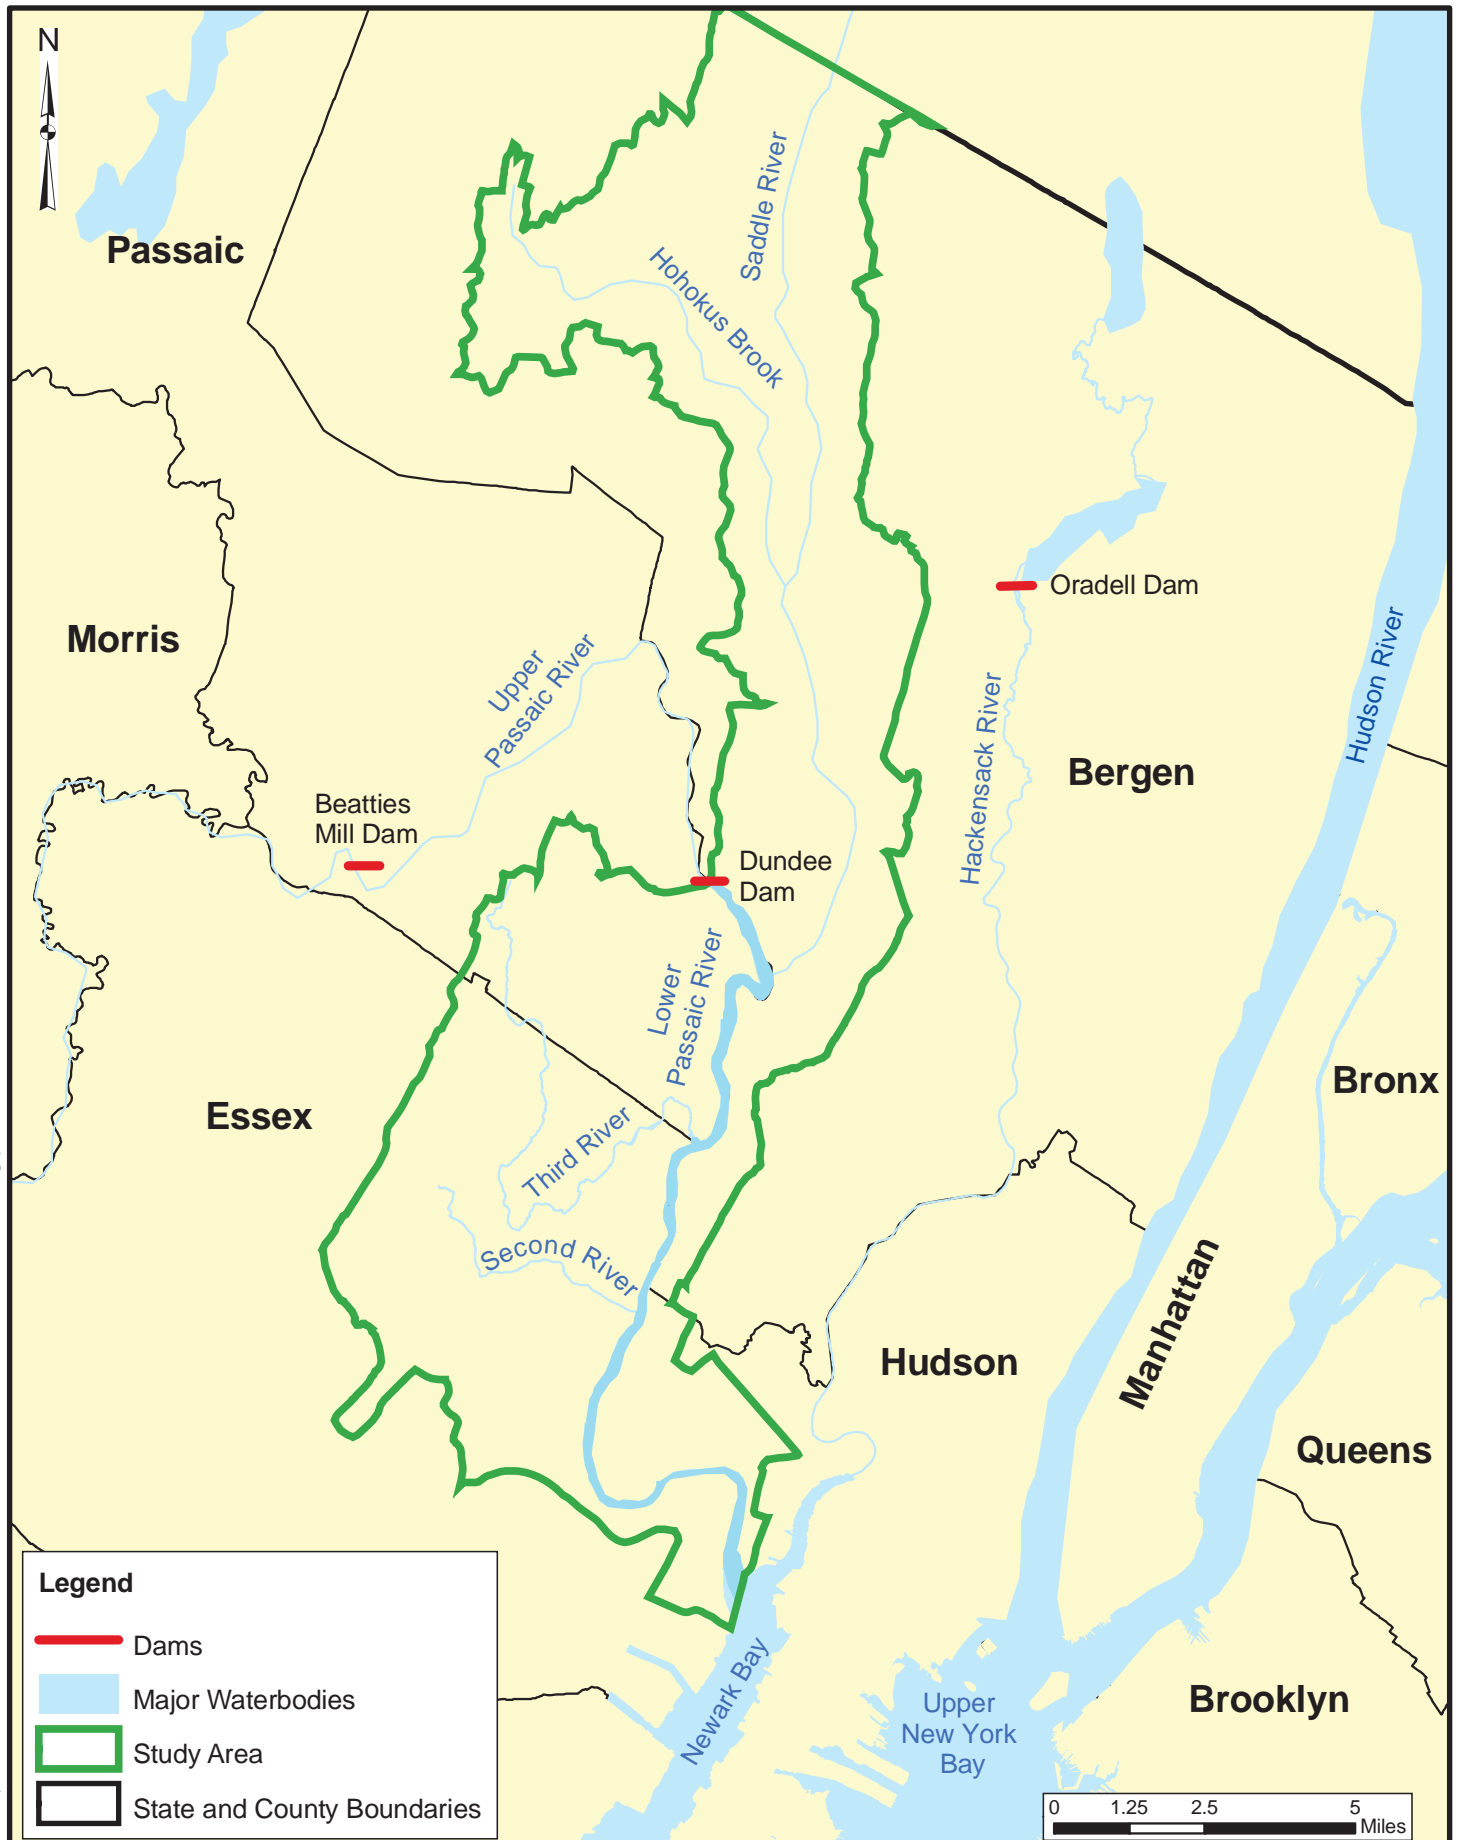 N
Passaic
Saddle River
Hohokus Brook
Oradell Dam
Morris
Upper
Passaic River
Hudson River
Hackensack River
Bergen
Beatties
Mill Dam
Dundee
Dam
Lower
Passaic River
Bronx
Essex
Third River
Second River
Manhattan
Hudson
Queens
Legend
Dams
Major Waterbodies
Study Area
State and County Boundaries
Newark Bay
Upper
New York
Bay
Brooklyn
0 1.25 2.5 5
Miles